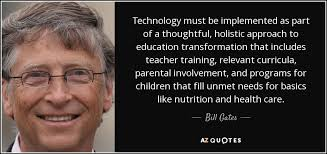 Technology must be implemented as part
of a thoughtful, holistic approach to
education transformation that includes
teacher training, relevant curricula,
parental involvement, and programs for
children that fill unmet needs for basics
like nutrition and health care.
Bill Gates
AZ QUOTES